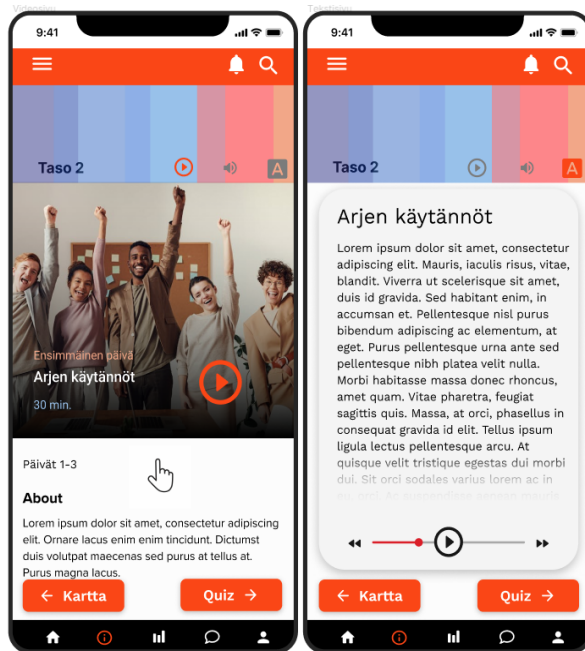 Videosivu
9:41
Taso 2
A
Ensimmäinen päivä
Arjen käytännöt
30 min.
Päivät 1-3
About
Lorem ipsum dolor sit amet, consectetur adipiscing
elit. Ornare lacus enim enim tincidunt. Dictumst
duis volutpat maecenas sed purus at tellus at.
Purus magna lacus.
← Kartta
Quiz →
Tekstisivu
9:41
Taso 2
A
Arjen käytännöt
Lorem ipsum dolor sit amet, consectetur
adipiscing elit. Mauris, iaculis risus, vitae,
blandit. Viverra ut scelerisque sit amet,
duis id gravida. Sed habitant enim, in
accumsan et. Pellentesque nisl purus
bibendum adipiscing ac elementum, at
eget. Purus pellentesque urna ante sed
pellentesque nibh platea velit nulla.
Morbi habitasse massa donec rhoncus,
amet quam. Vitae pharetra, feugiat
sagittis quis. Massa, at orci, phasellus in
consequat gravida id elit. Tellus ipsum
ligula lectus pellentesque arcu. At
quisque velit tristique egestas dui morbi
dui. Sit orci sodales varius lorem ac in
← Kartta
Quiz →